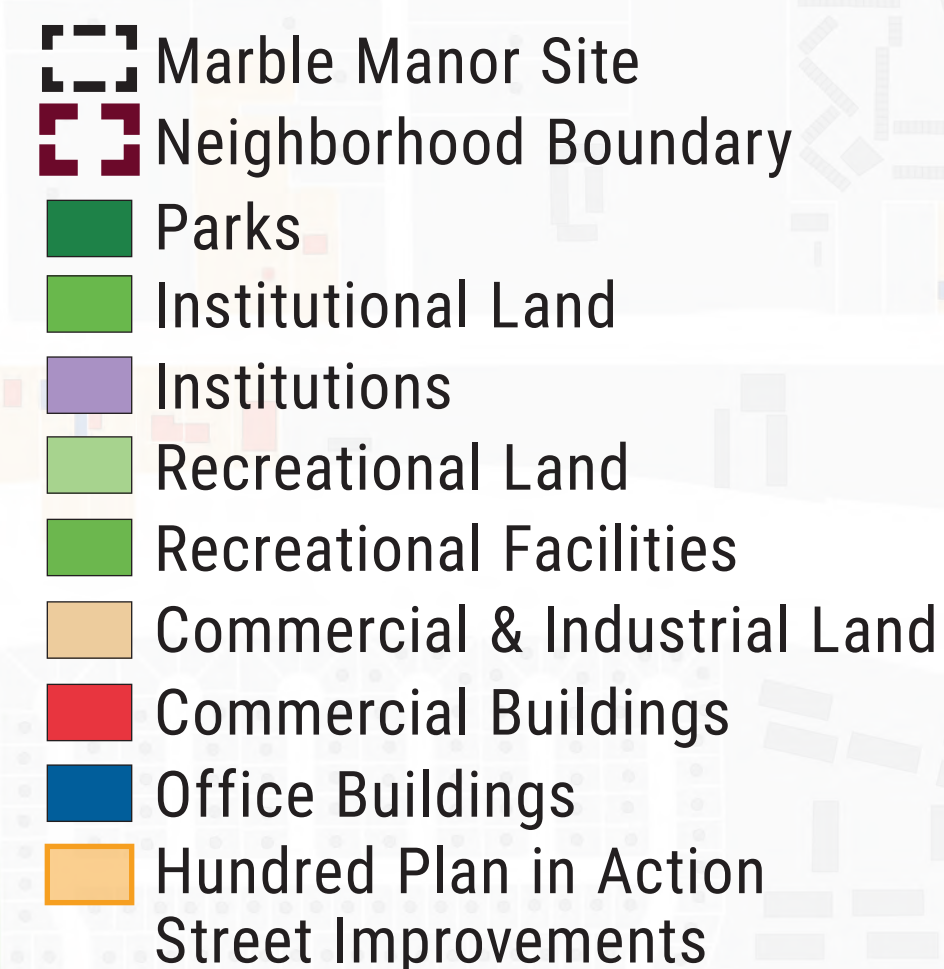 Marble Manor Site
Neighborhood Boundary
Parks
Institutional Land
Institutions
Recreational Land
Recreational Facilities
Commercial & Industrial Land
Commercial Buildings
Office Buildings
Hundred Plan in Action
Street Improvements